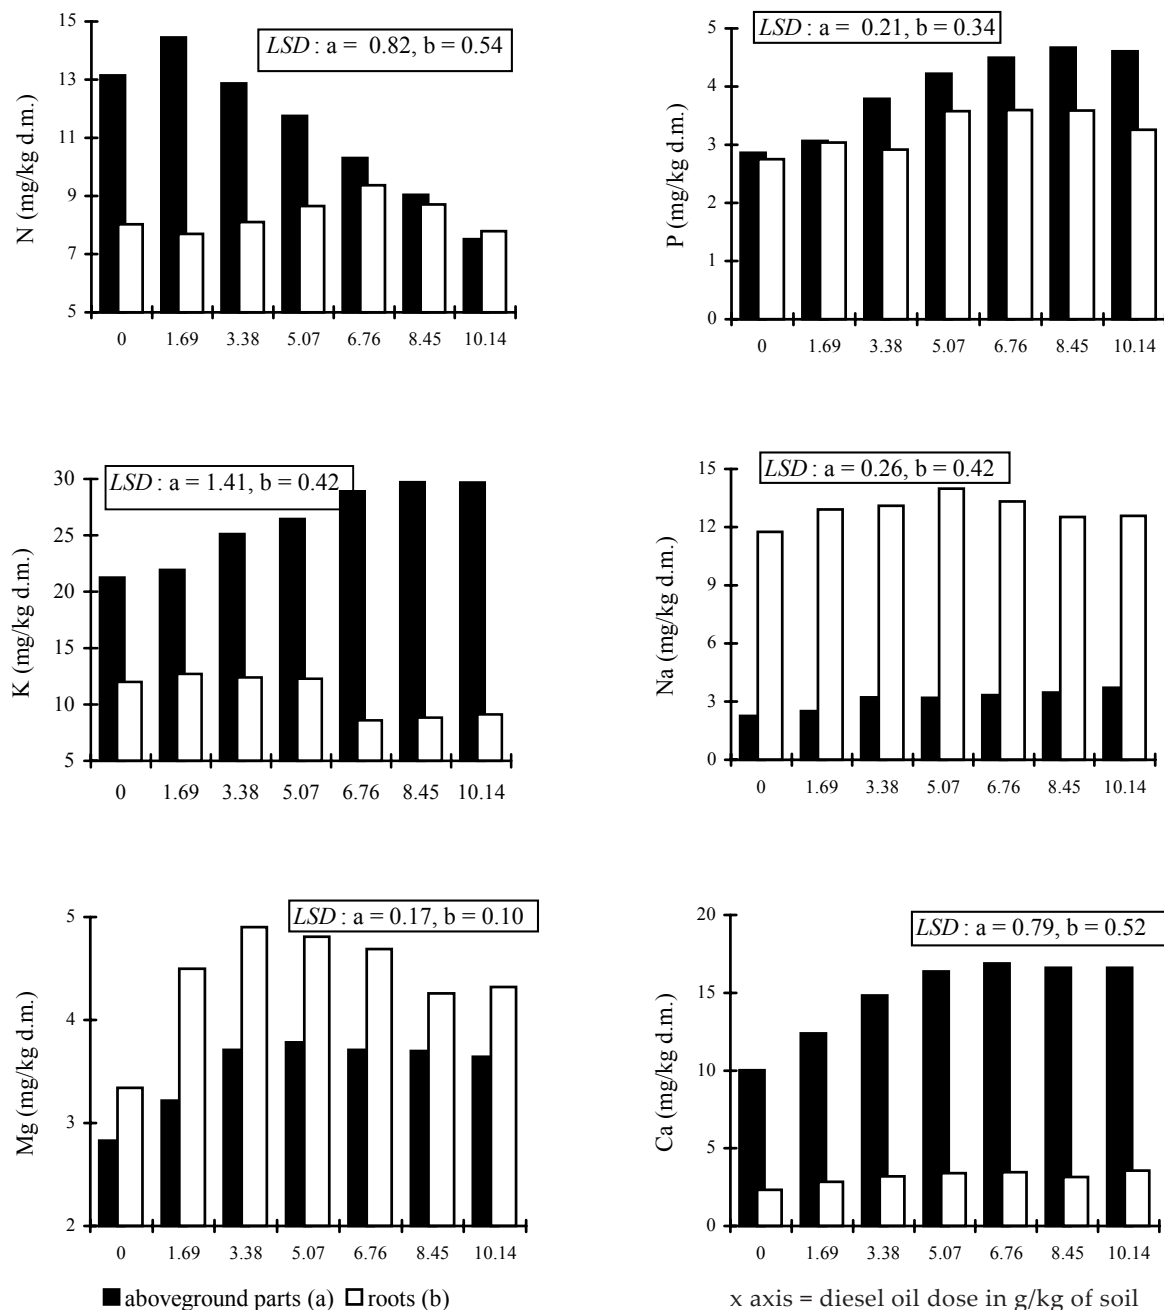 LSD : a = 0.82, b = 0.54
N (mg/kg d.m.)
15
13
11
9
7
5
0 1.69 3.38 5.07 6.76 8.45 10.14
LSD : a = 0.21, b = 0.34
P (mg/kg d.m.)
5
4
3
2
1
0
0 1.69 3.38 5.07 6.76 8.45 10.14
LSD : a = 1.41, b = 0.42
K (mg/kg d.m.)
30
25
20
15
10
5
0 1.69 3.38 5.07 6.76 8.45 10.14
LSD : a = 0.26, b = 0.42
Na (mg/kg d.m.)
15
12
9
6
3
0
0 1.69 3.38 5.07 6.76 8.45 10.14
LSD : a = 0.17, b = 0.10
Mg (mg/kg d.m.)
5
4
3
2
0 1.69 3.38 5.07 6.76 8.45 10.14
LSD : a = 0.79, b = 0.52
Ca (mg/kg d.m.)
20
15
10
5
0
0 1.69 3.38 5.07 6.76 8.45 10.14
aboveground parts (a) roots (b)
x axis = diesel oil dose in g/kg of soil